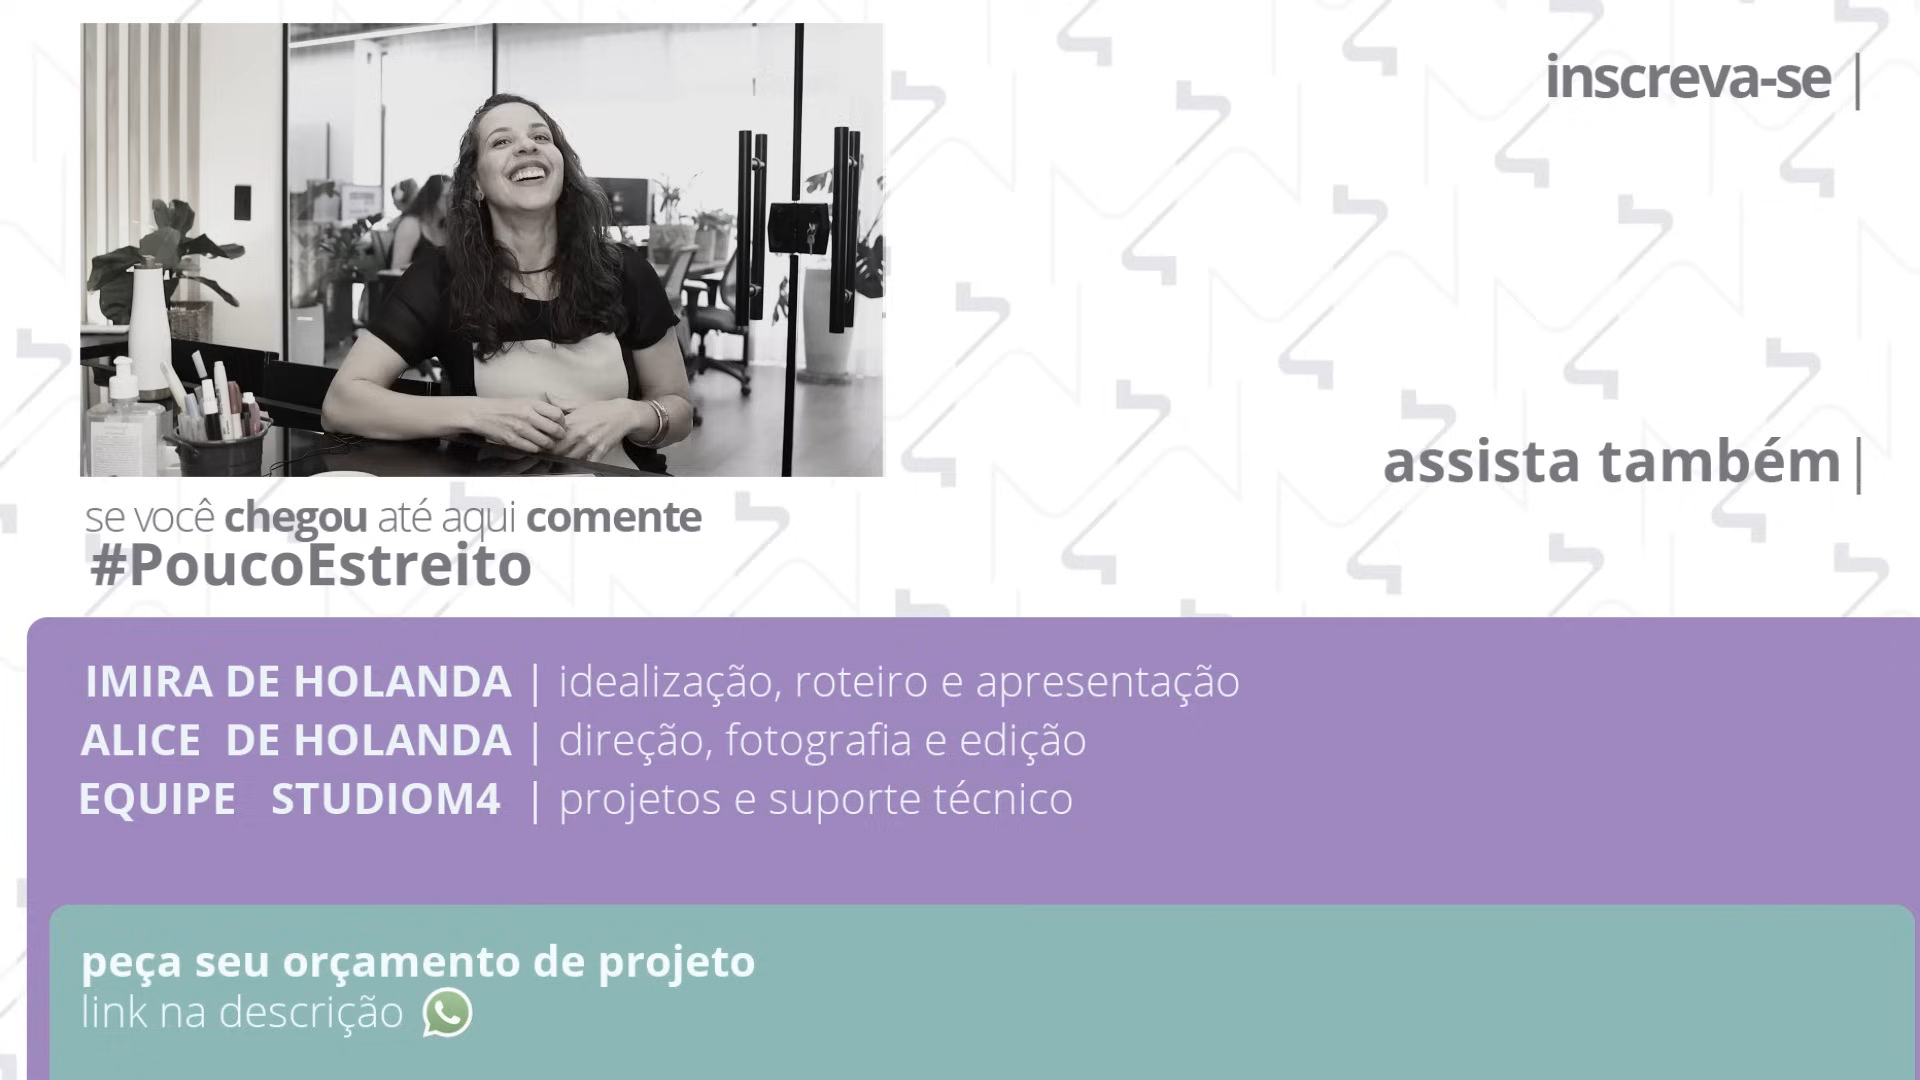 inscreva-se |
assista também |
se você chegou até aqui comente
#PoucoEstreito
IMIRA DE HOLANDA | idealização, roteiro e apresentação
ALICE DE HOLANDA | direção, fotografia e edição
EQUIPE STUDIOM4 | projetos e suporte técnico
peça seu orçamento de projeto
link na descrição